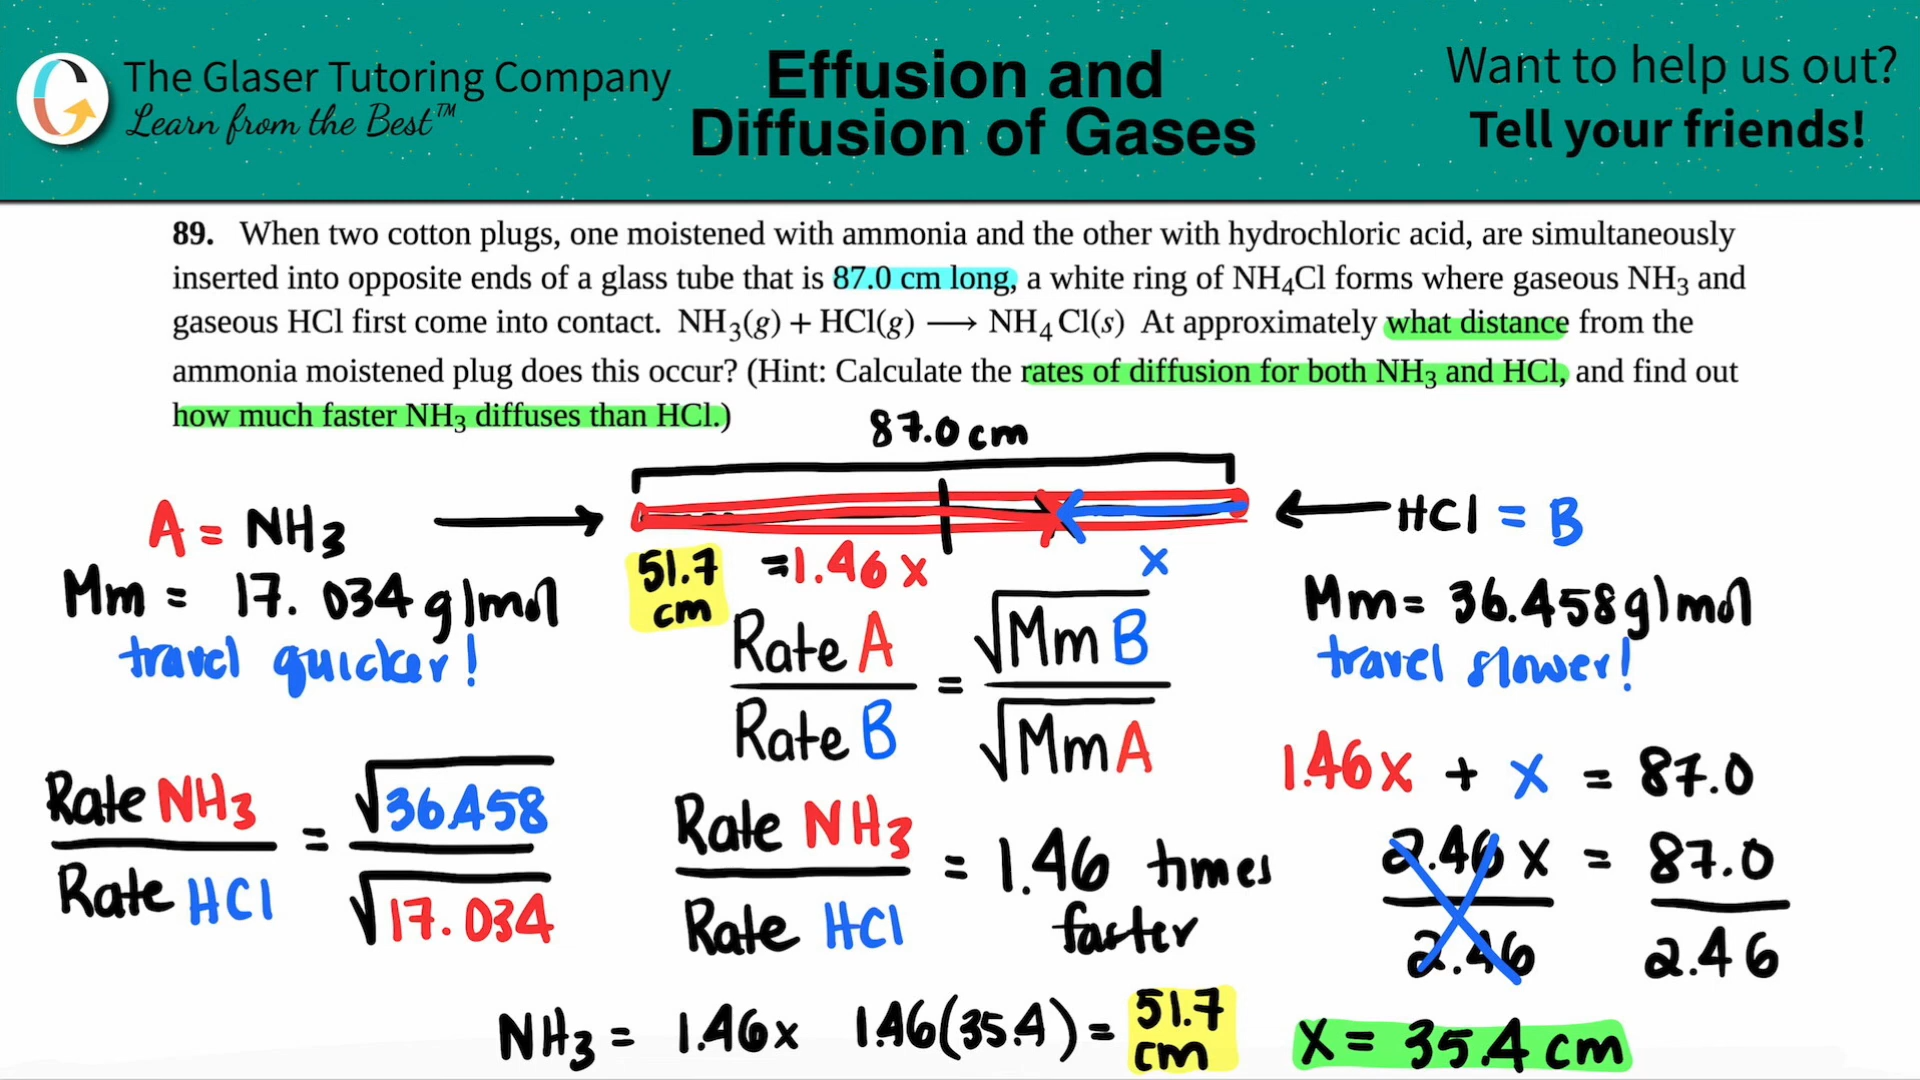 The Glaser Tutoring Company
Learn from the Best™
Effusion and
Diffusion of Gases
Want to help us out?
Tell your friends!
89. When two cotton plugs, one moistened with ammonia and the other with hydrochloric acid, are simultaneously
inserted into opposite ends of a glass tube that is 87.0 cm long, a white ring of NH4Cl forms where gaseous NH3 and
gaseous HCl first come into contact. NH3(g) + HCl(g) ⟶ NH4Cl(s) At approximately what distance from the
ammonia moistened plug does this occur? (Hint: Calculate the rates of diffusion for both NH3 and HCl, and find out
how much faster NH3 diffuses than HCl.)
87.0 cm
A = NH3
HCl = B
51.7 cm = 1.46x
x
Mm = 17.034 g/mol
travel quicker!
Mm = 36.458 g/mol
travel slower!
Rate A / Rate B = √Mm B / √Mm A
Rate NH3 / Rate HCl = √36.458 / √17.034
Rate NH3 / Rate HCl = 1.46 times faster
1.46x + x = 87.0
2.46x / 2.46 = 87.0 / 2.46
NH3 = 1.46x 1.46(35.4) = 51.7 cm
x = 35.4 cm